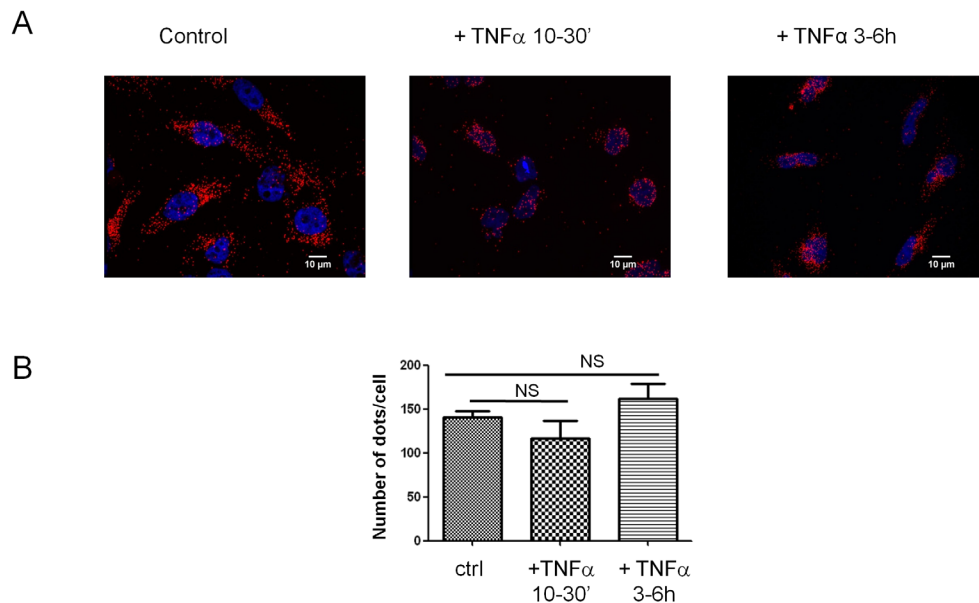 A
Control
+ TNFα 10-30’
+ TNFα 3-6h
10 µm
10 µm
10 µm
B
Number of dots/cell
200
150
100
50
0
NS
NS
ctrl
+TNFα
10-30’
+ TNFα
3-6h